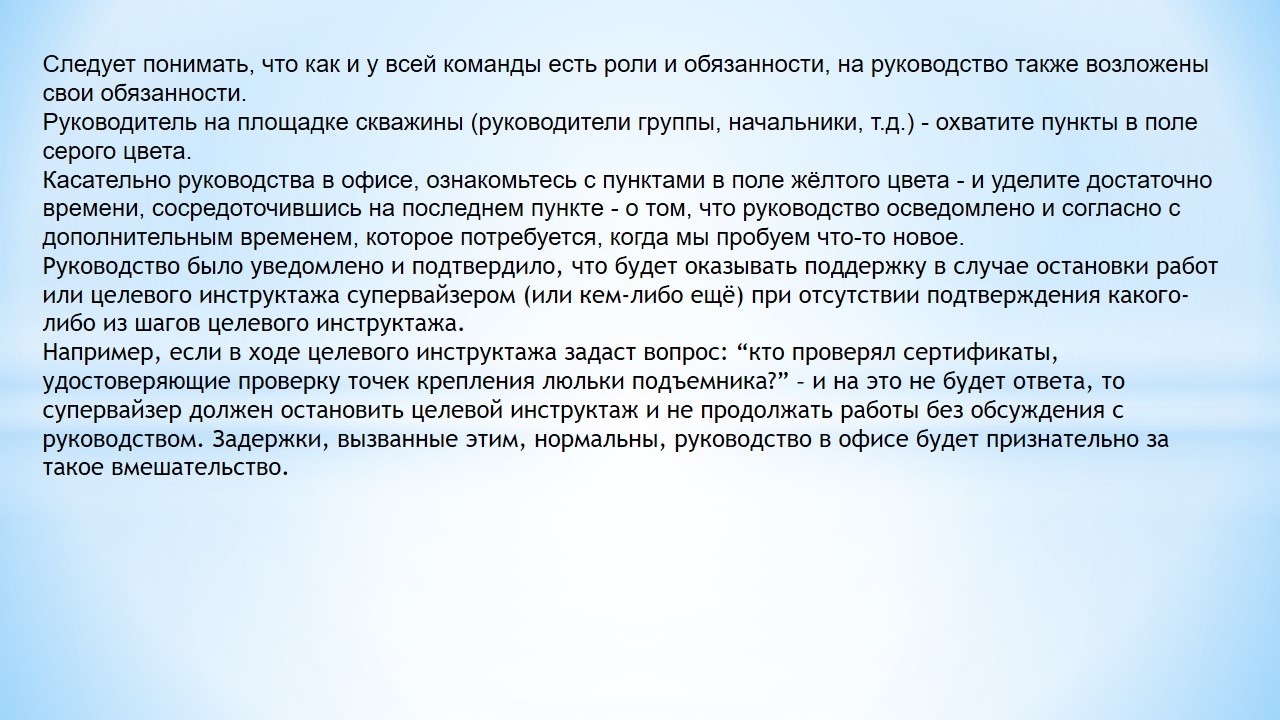 Следует понимать, что как и у всей команды есть роли и обязанности, на руководство также возложены
свои обязанности.
Руководитель на площадке скважины (руководители группы, начальники, т.д.) - охватите пункты в поле
серого цвета.
Касательно руководства в офисе, ознакомьтесь с пунктами в поле жёлтого цвета - и уделите достаточно
времени, сосредоточившись на последнем пункте - о том, что руководство осведомлено и согласно с
дополнительным временем, которое потребуется, когда мы пробуем что-то новое.
Руководство было уведомлено и подтвердило, что будет оказывать поддержку в случае остановки работ
или целевого инструктажа супервайзером (или кем-либо ещё) при отсутствии подтверждения какого-
либо из шагов целевого инструктажа.
Например, если в ходе целевого инструктажа задаст вопрос: “кто проверял сертификаты,
удостоверяющие проверку точек крепления люльки подъемника?” - и на это не будет ответа, то
супервайзер должен остановить целевой инструктаж и не продолжать работы без обсуждения с
руководством. Задержки, вызванные этим, нормальны, руководство в офисе будет признательно за
такое вмешательство.